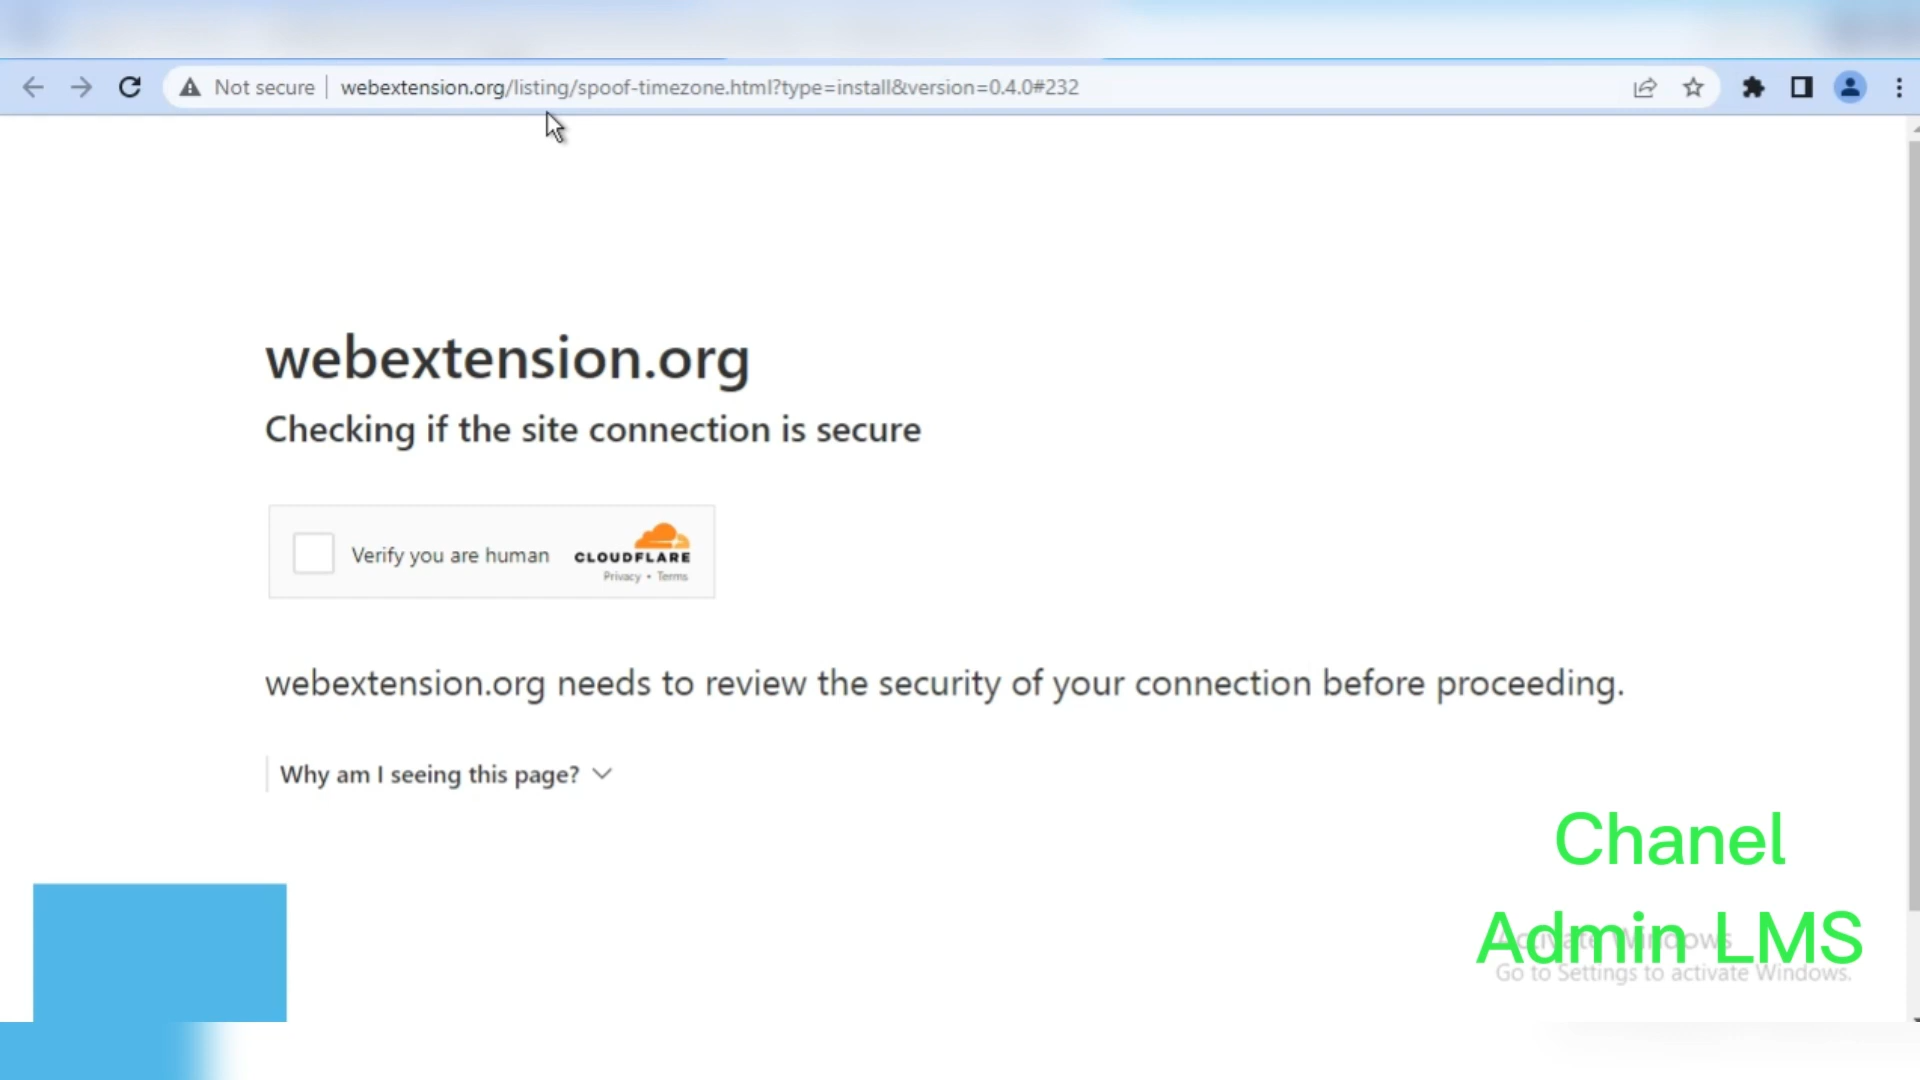 Not secure
webextension.org/listing/spoof-timezone.html?type=install&version=0.4.0#232
webextension.org
Checking if the site connection is secure
Verify you are human
CLOUDFLARE
Privacy • Terms
webextension.org needs to review the security of your connection before proceeding.
Why am I seeing this page?
Chanel
Admin LMS
Activate Windows
Go to Settings to activate Windows.